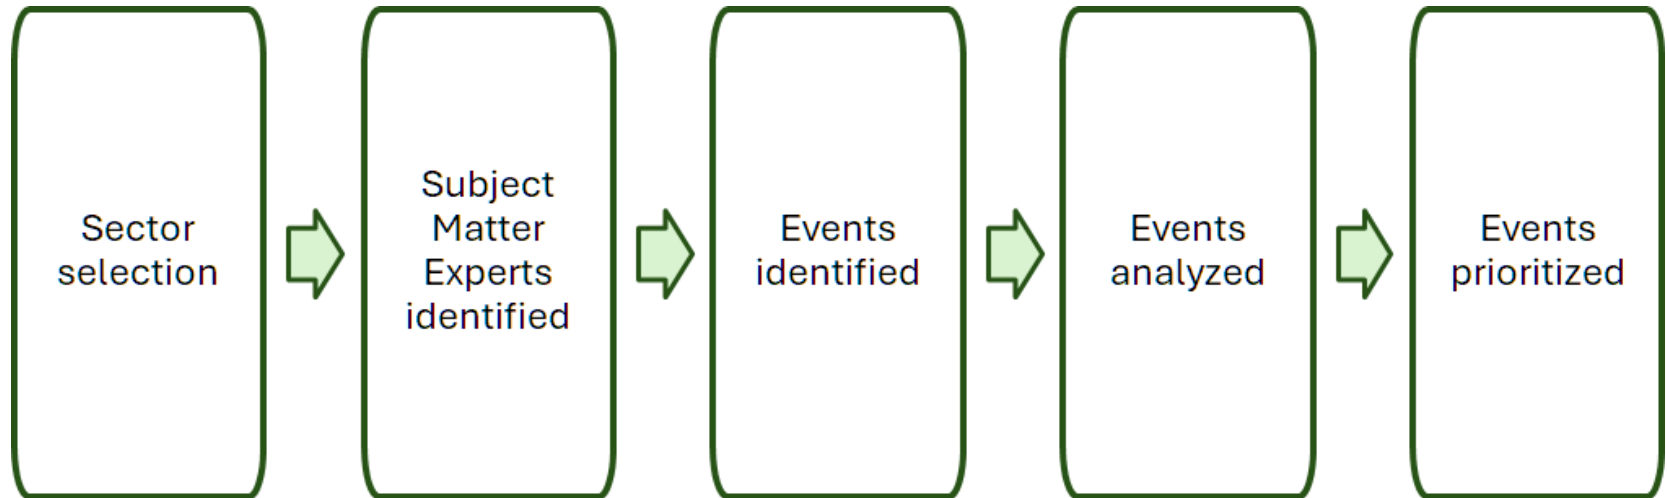 Sector
selection
Subject
Matter
Experts
identified
Events
identified
Events
analyzed
Events
prioritized